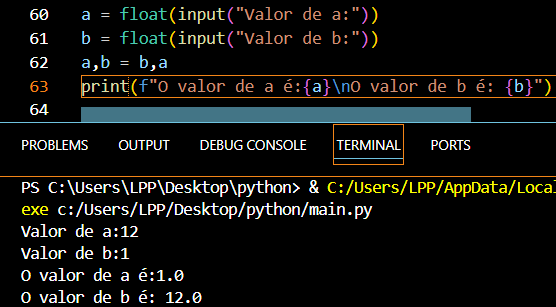 60 a = float(input("Valor de a:"))
61 b = float(input("Valor de b:"))
62 a,b = b,a
63 print(f"O valor de a é:{a}\nO valor de b é: {b}")
64
PROBLEMS OUTPUT DEBUG CONSOLE TERMINAL PORTS
PS C:\Users\LPP\Desktop\python> & C:/Users/LPP/AppData/Loca
exe c:/Users/LPP/Desktop/python/main.py
Valor de a:12
Valor de b:1
O valor de a é:1.0
O valor de b é: 12.0